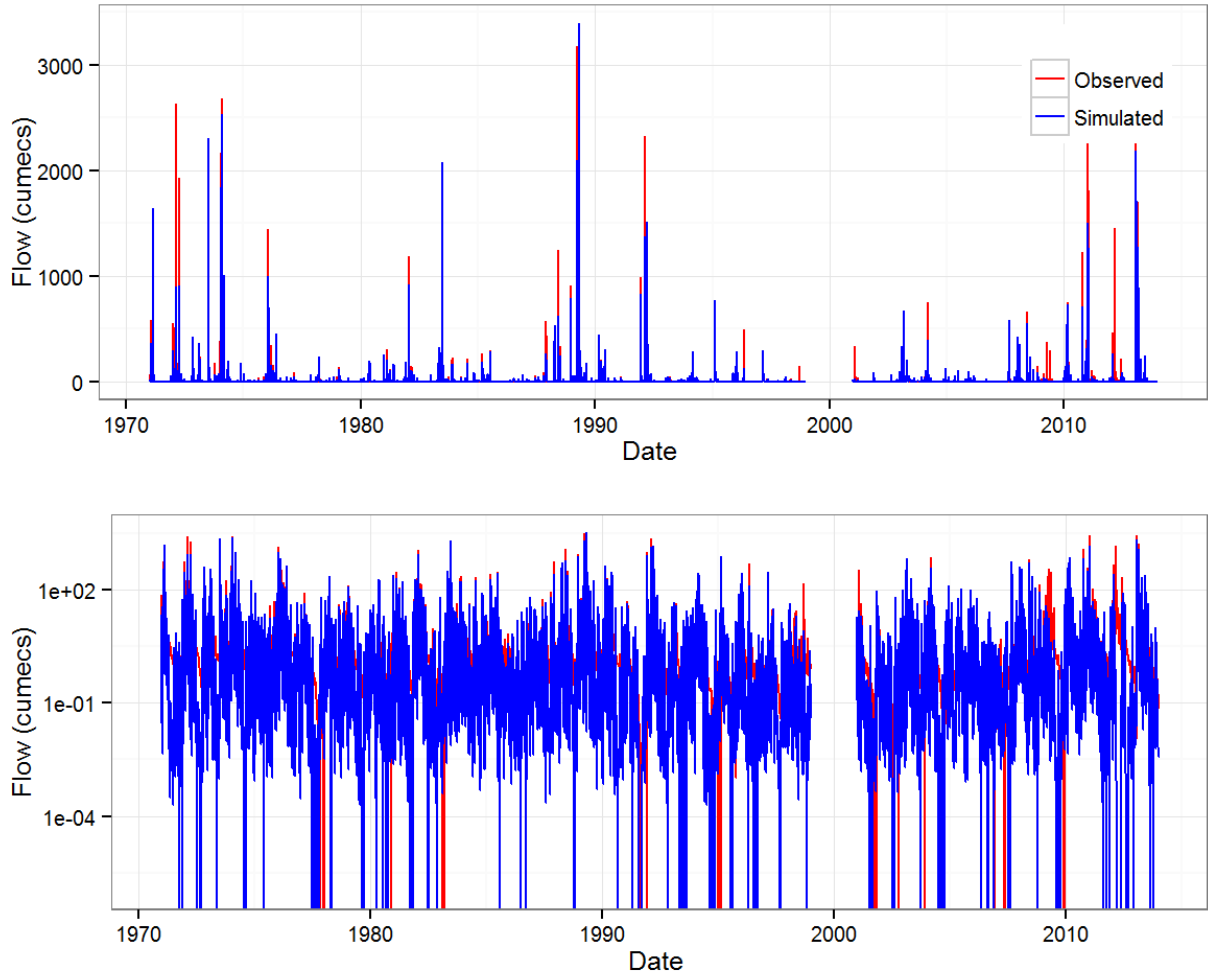 3000
2000
1000
0
Flow (cumecs)
Observed
Simulated
1970 1980 1990 2000 2010
Date
1e+02
1e-01
1e-04
Flow (cumecs)
1970 1980 1990 2000 2010
Date